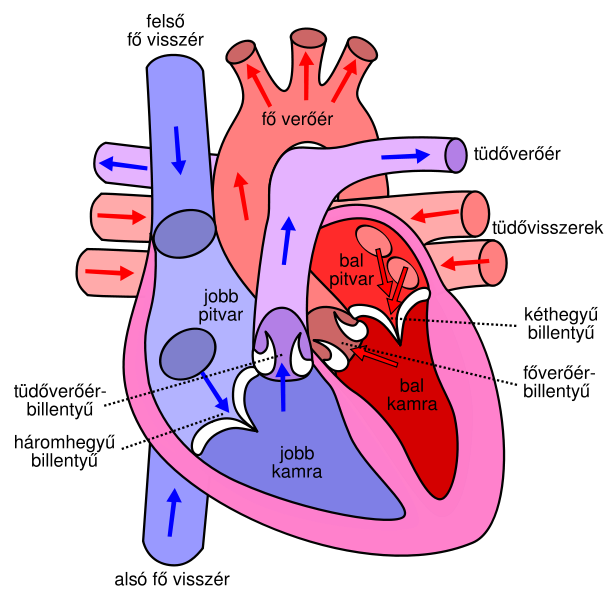 felső
fő visszér
fő verőér
tüdőverőér
tüdővisszerek
bal
pitvar
jobb
pitvar
kéthegyű
billentyű
főverőér-
billentyű
bal
kamra
tüdőverőér-
billentyű
háromhegyű
billentyű
jobb
kamra
alsó fő visszér